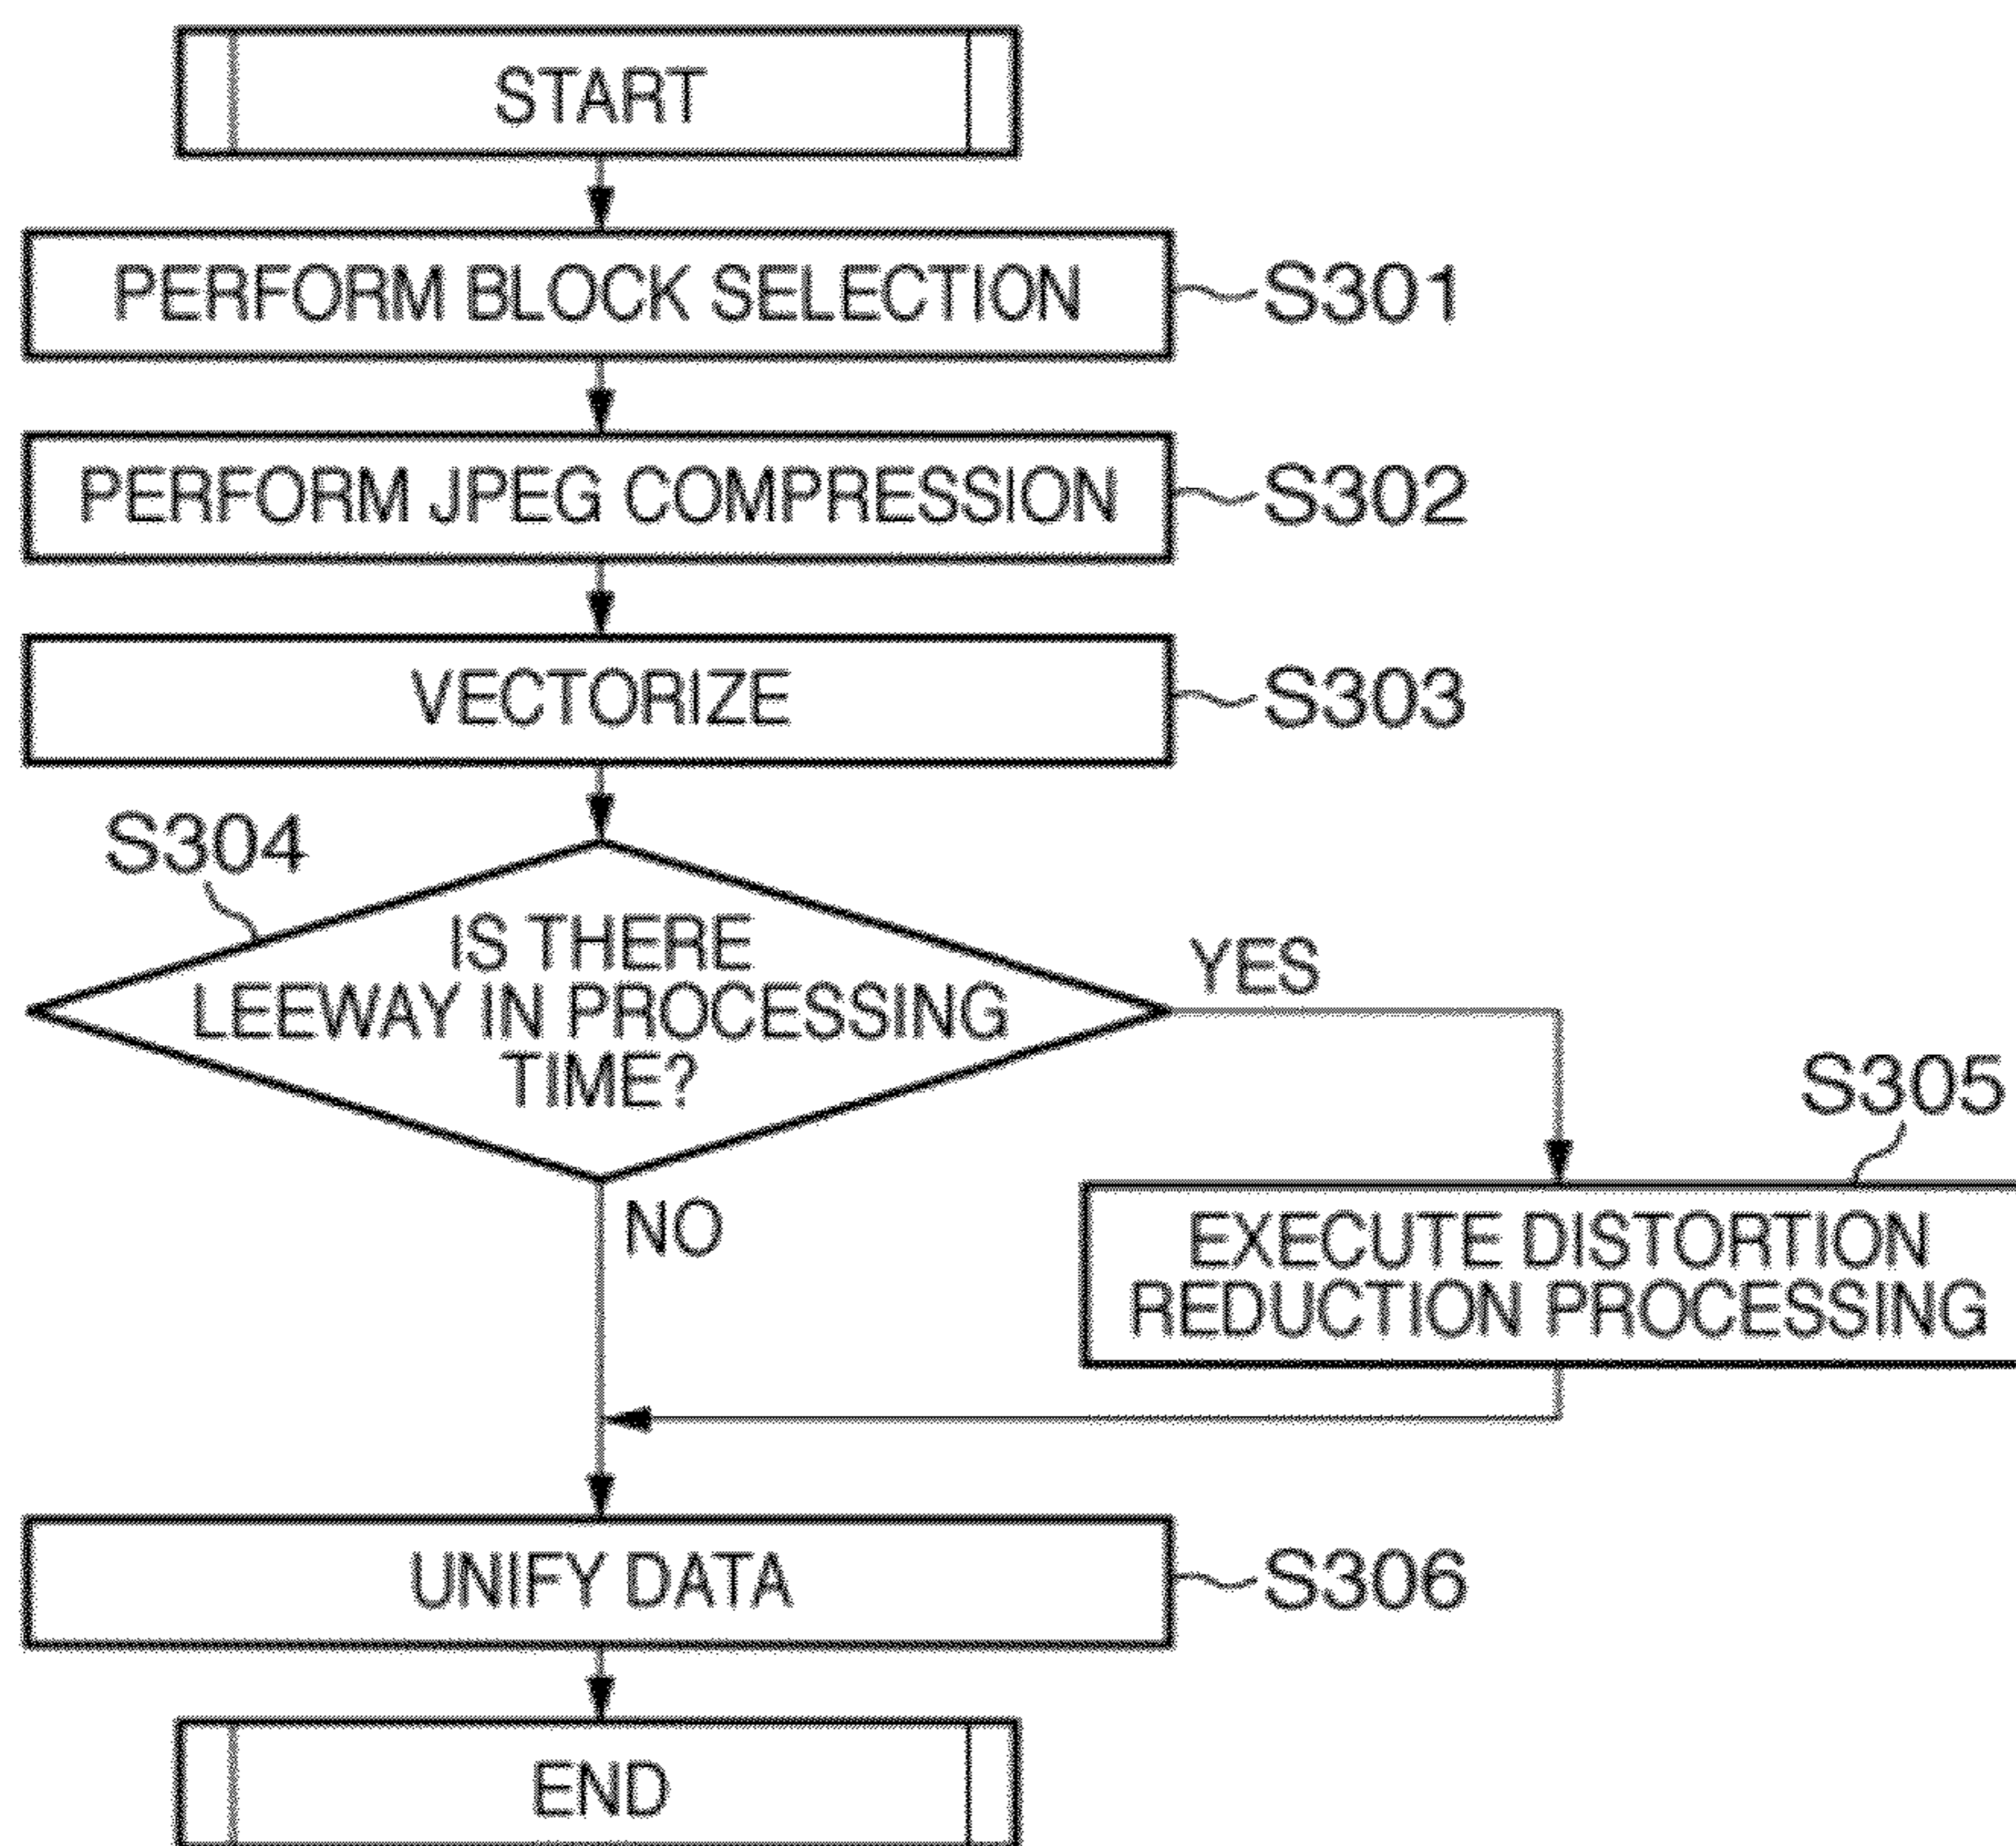 START
PERFORM BLOCK SELECTION
S301
PERFORM JPEG COMPRESSION
S302
VECTORIZE
S303
S304
IS THERE
LEEWAY IN PROCESSING
TIME?
YES
NO
S305
EXECUTE DISTORTION
REDUCTION PROCESSING
UNIFY DATA
S306
END